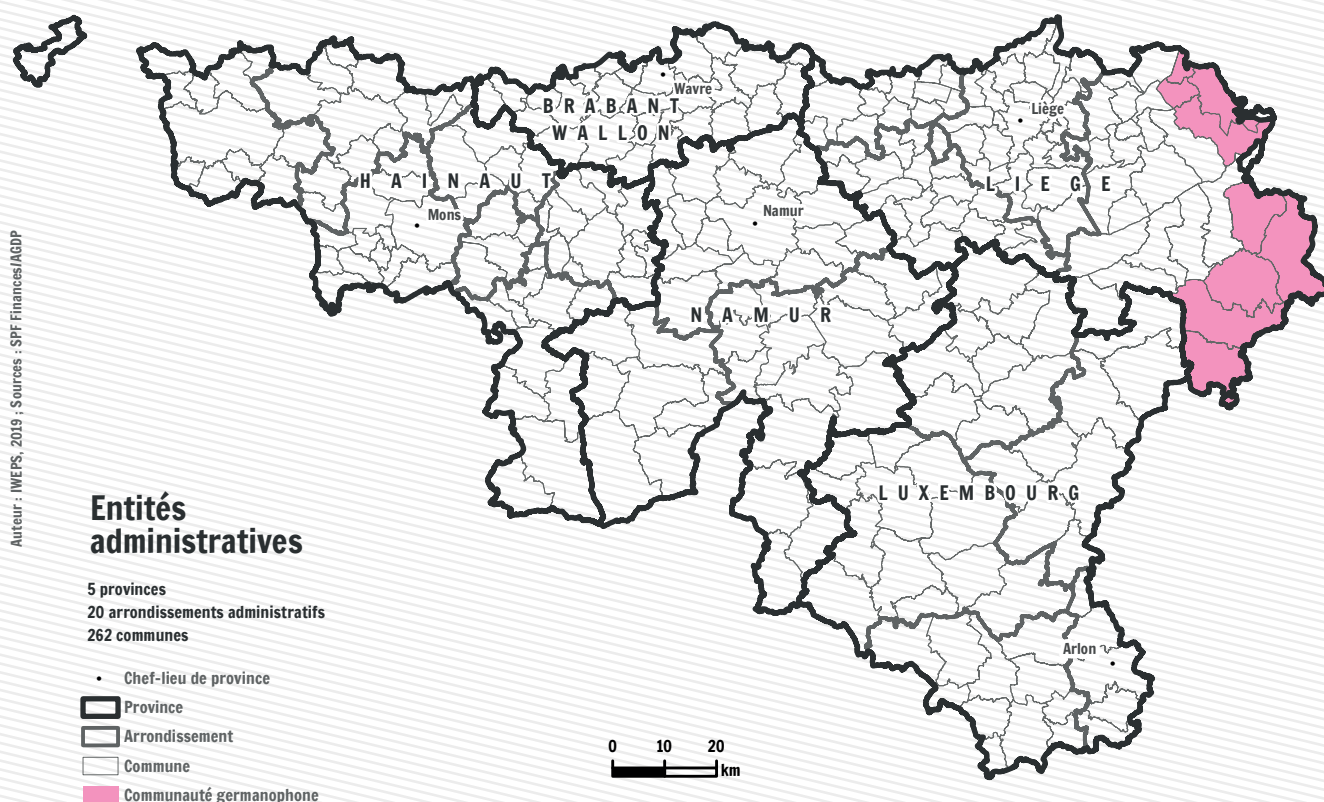 Wavre
BRABANT
WALLON
Liège
HAINAUT
LIEGE
Mons
Namur
NAMUR
LUXEMBOURG
Arlon
Auteur : IWEPS, 2019 ; Sources : SPF Finances/AGDP
Entités
administratives
5 provinces
20 arrondissements administratifs
262 communes
Chef-lieu de province
Province
Arrondissement
Commune
Communauté germanophone
0 10 20
km